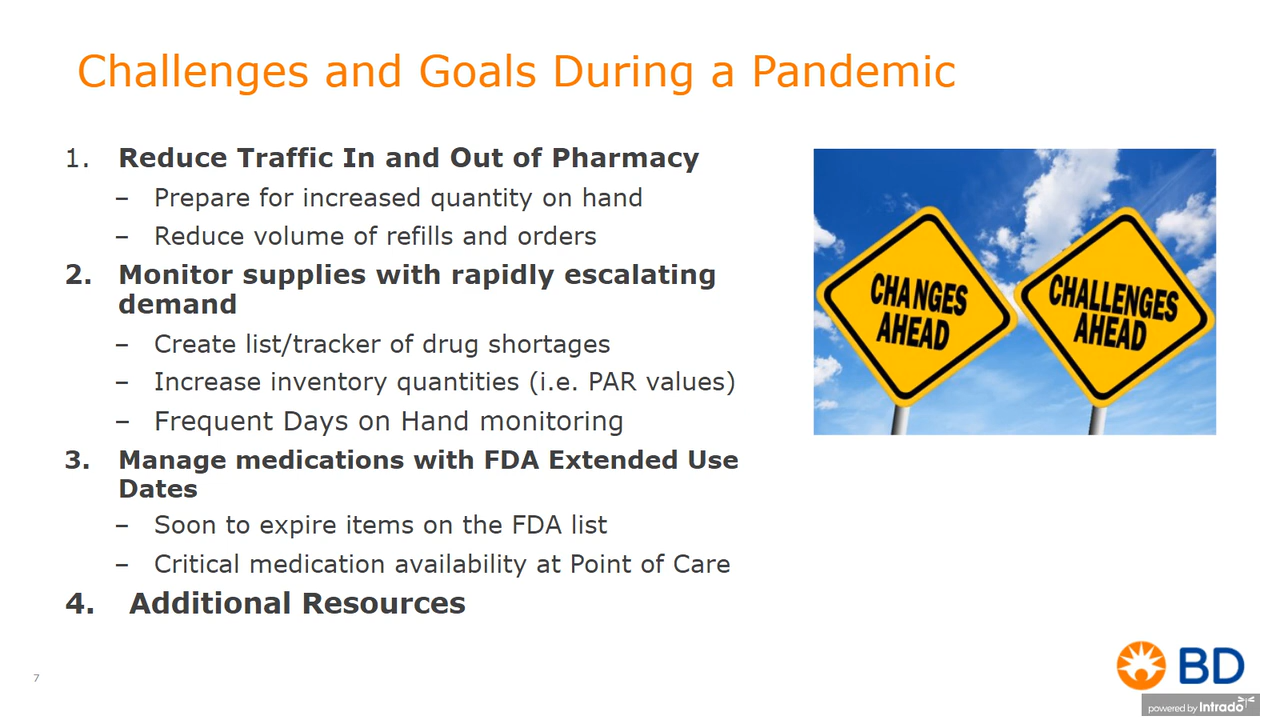 Challenges and Goals During a Pandemic
1. Reduce Traffic In and Out of Pharmacy
– Prepare for increased quantity on hand
– Reduce volume of refills and orders
2. Monitor supplies with rapidly escalating
demand
– Create list/tracker of drug shortages
– Increase inventory quantities (i.e. PAR values)
– Frequent Days on Hand monitoring
3. Manage medications with FDA Extended Use
Dates
– Soon to expire items on the FDA list
– Critical medication availability at Point of Care
4. Additional Resources
CHANGES
AHEAD
CHALLENGES
AHEAD
7
BD
powered by Intrado